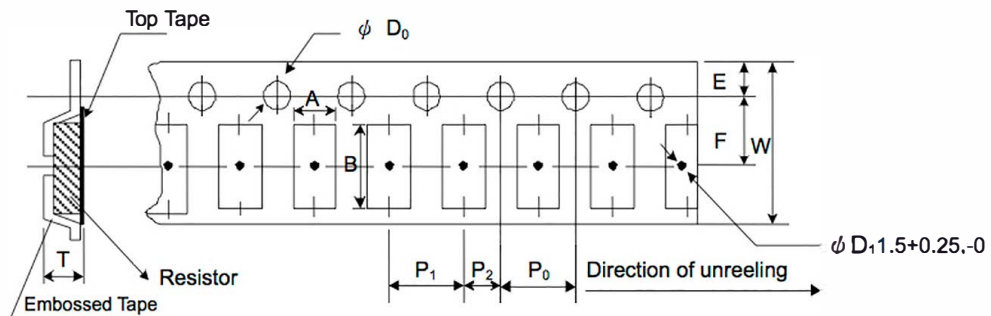 Top Tape
ψ D₀
A
E
F
W
B
T
Resistor
Embossed Tape
P₁
P₂
P₀
Direction of unreeling
ψ D₁1.5+0.25,-0